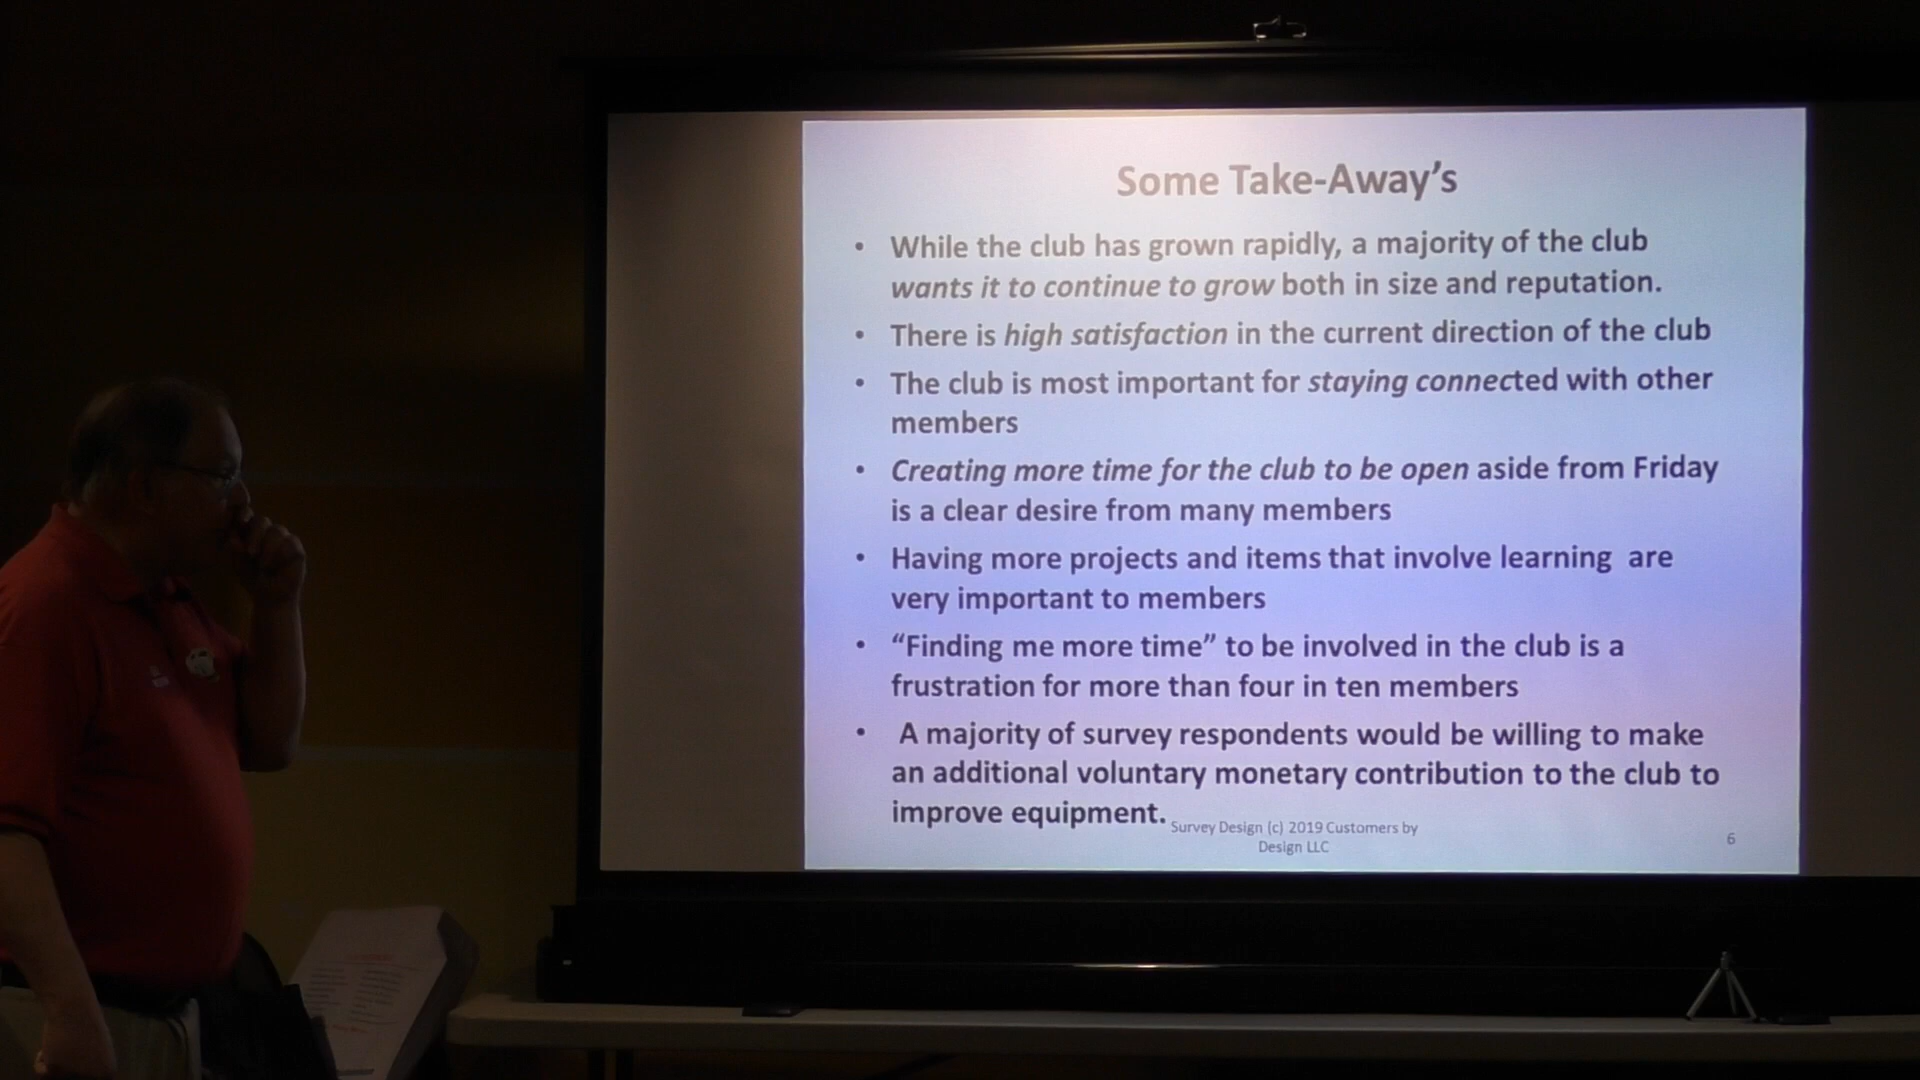 Some Take-Away’s
• While the club has grown rapidly, a majority of the club
wants it to continue to grow both in size and reputation.
• There is high satisfaction in the current direction of the club
• The club is most important for staying connected with other
members
• Creating more time for the club to be open aside from Friday
is a clear desire from many members
• Having more projects and items that involve learning are
very important to members
• “Finding me more time” to be involved in the club is a
frustration for more than four in ten members
• A majority of survey respondents would be willing to make
an additional voluntary monetary contribution to the club to
improve equipment.
Survey Design (c) 2019 Customers by
Design LLC
6